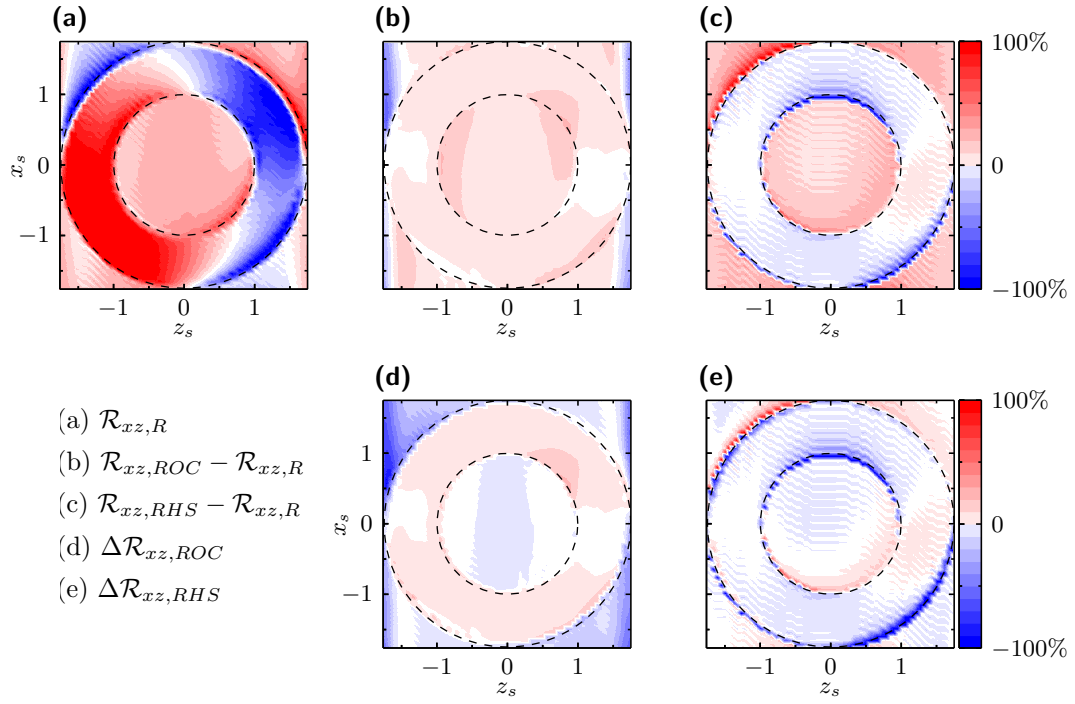 (a)
(b)
(c)
x_s
1
0
−1
−1 0 1
z_s
−1 0 1
z_s
−1 0 1
z_s
100%
0
−100%
(d)
(e)
(a) ℛ_{xz,R}
(b) ℛ_{xz,ROC} − ℛ_{xz,R}
(c) ℛ_{xz,RHS} − ℛ_{xz,R}
(d) Δℛ_{xz,ROC}
(e) Δℛ_{xz,RHS}
x_s
1
0
−1
−1 0 1
z_s
−1 0 1
z_s
100%
0
−100%